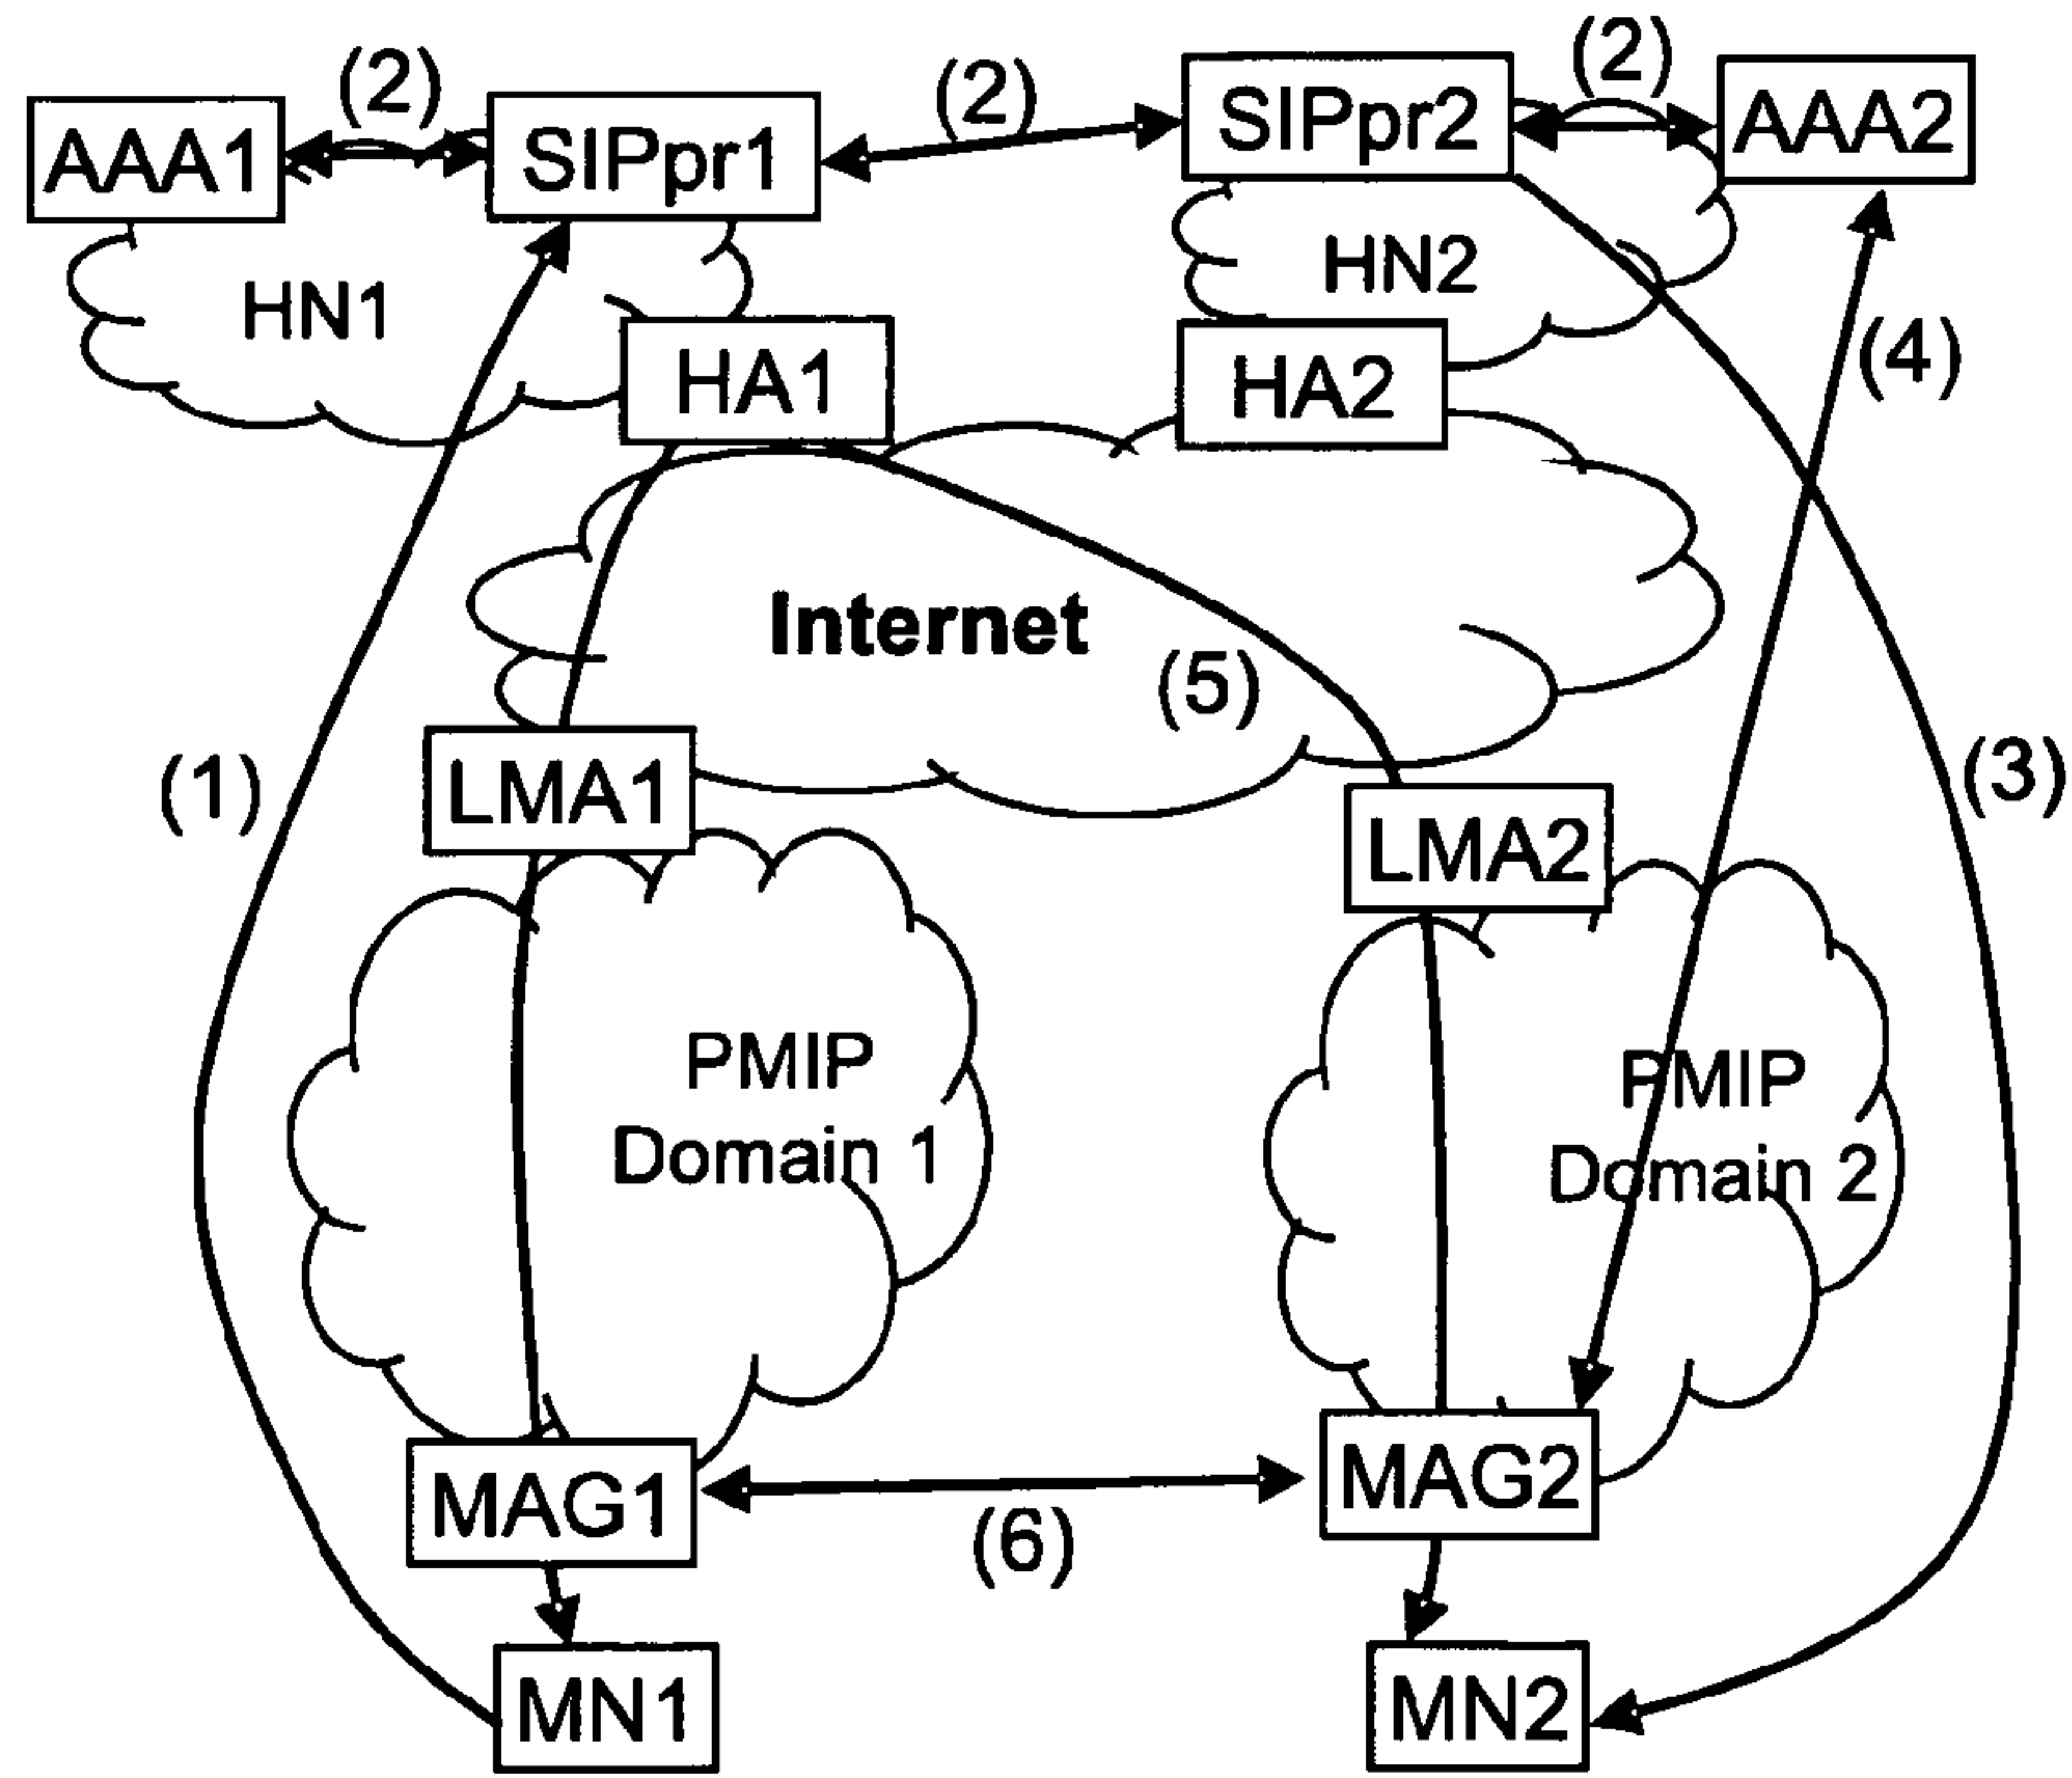 (2)
(2)
(2)
AAA1
SIPpr1
SIPpr2
AAA2
HN1
HN2
HA1
HA2
(4)
Internet
(5)
(1)
LMA1
LMA2
(3)
PMIP
Domain 1
PMIP
Domain 2
MAG1
MAG2
(6)
MN1
MN2